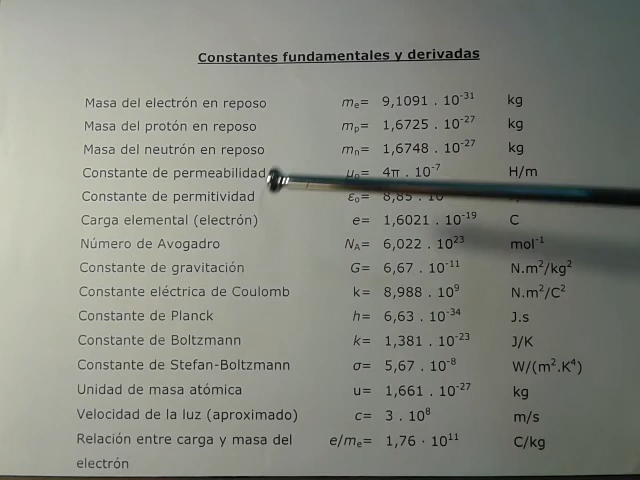 Constantes fundamentales y derivadas
Masa del electrón en reposo mₑ= 9,1091 . 10⁻³¹ kg
Masa del protón en reposo mₚ= 1,6725 . 10⁻²⁷ kg
Masa del neutrón en reposo mₙ= 1,6748 . 10⁻²⁷ kg
Constante de permeabilidad μ₀= 4π . 10⁻⁷ H/m
Constante de permitividad ε₀= 8,85 . 10
Carga elemental (electrón) e= 1,6021 . 10⁻¹⁹ C
Número de Avogadro Nᴀ= 6,022 . 10²³ mol⁻¹
Constante de gravitación G= 6,67 . 10⁻¹¹ N.m²/kg²
Constante eléctrica de Coulomb k= 8,988 . 10⁹ N.m²/C²
Constante de Planck h= 6,63 . 10⁻³⁴ J.s
Constante de Boltzmann k= 1,381 . 10⁻²³ J/K
Constante de Stefan-Boltzmann σ= 5,67 . 10⁻⁸ W/(m².K⁴)
Unidad de masa atómica u= 1,661 . 10⁻²⁷ kg
Velocidad de la luz (aproximado) c= 3 . 10⁸ m/s
Relación entre carga y masa del e/mₑ= 1,76 · 10¹¹ C/kg
electrón